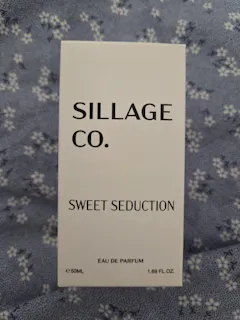 SILLAGE
CO.
SWEET SEDUCTION
EAU DE PARFUM
℮50ML 1.69 FL.OZ.